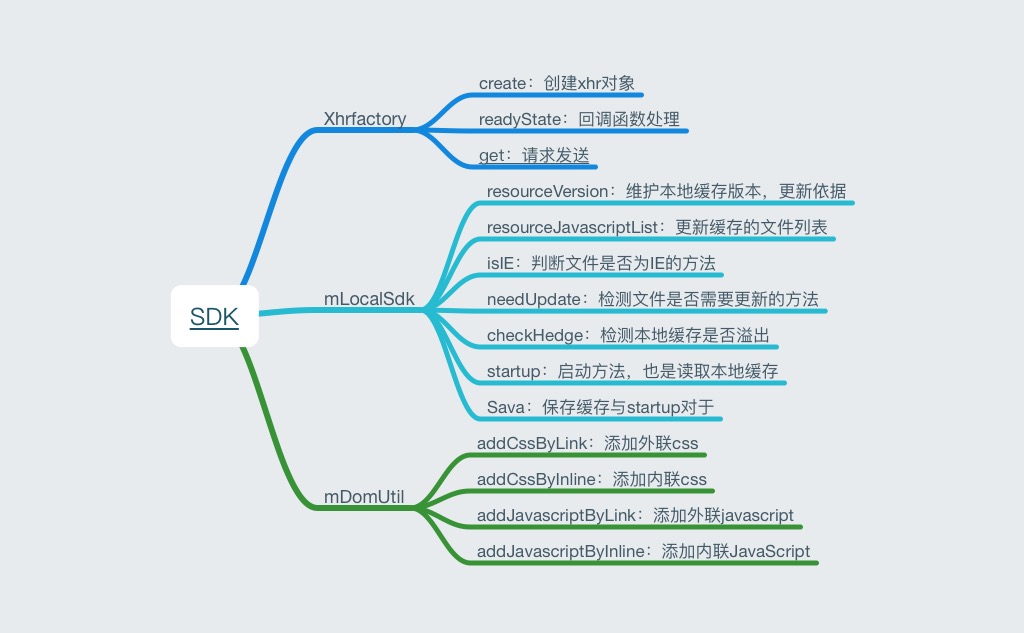 SDK
Xhrfactory
create：创建xhr对象
readyState：回调函数处理
get：请求发送
mLocalSdk
resourceVersion：维护本地缓存版本，更新依据
resourceJavascriptList：更新缓存的文件列表
isIE：判断文件是否为IE的方法
needUpdate：检测文件是否需要更新的方法
checkHedge：检测本地缓存是否溢出
startup：启动方法，也是读取本地缓存
Sava：保存缓存与startup对于
mDomUtil
addCssByLink：添加外联css
addCssByInline：添加内联css
addJavascriptByLink：添加外联javascript
addJavascriptByInline：添加内联JavaScript